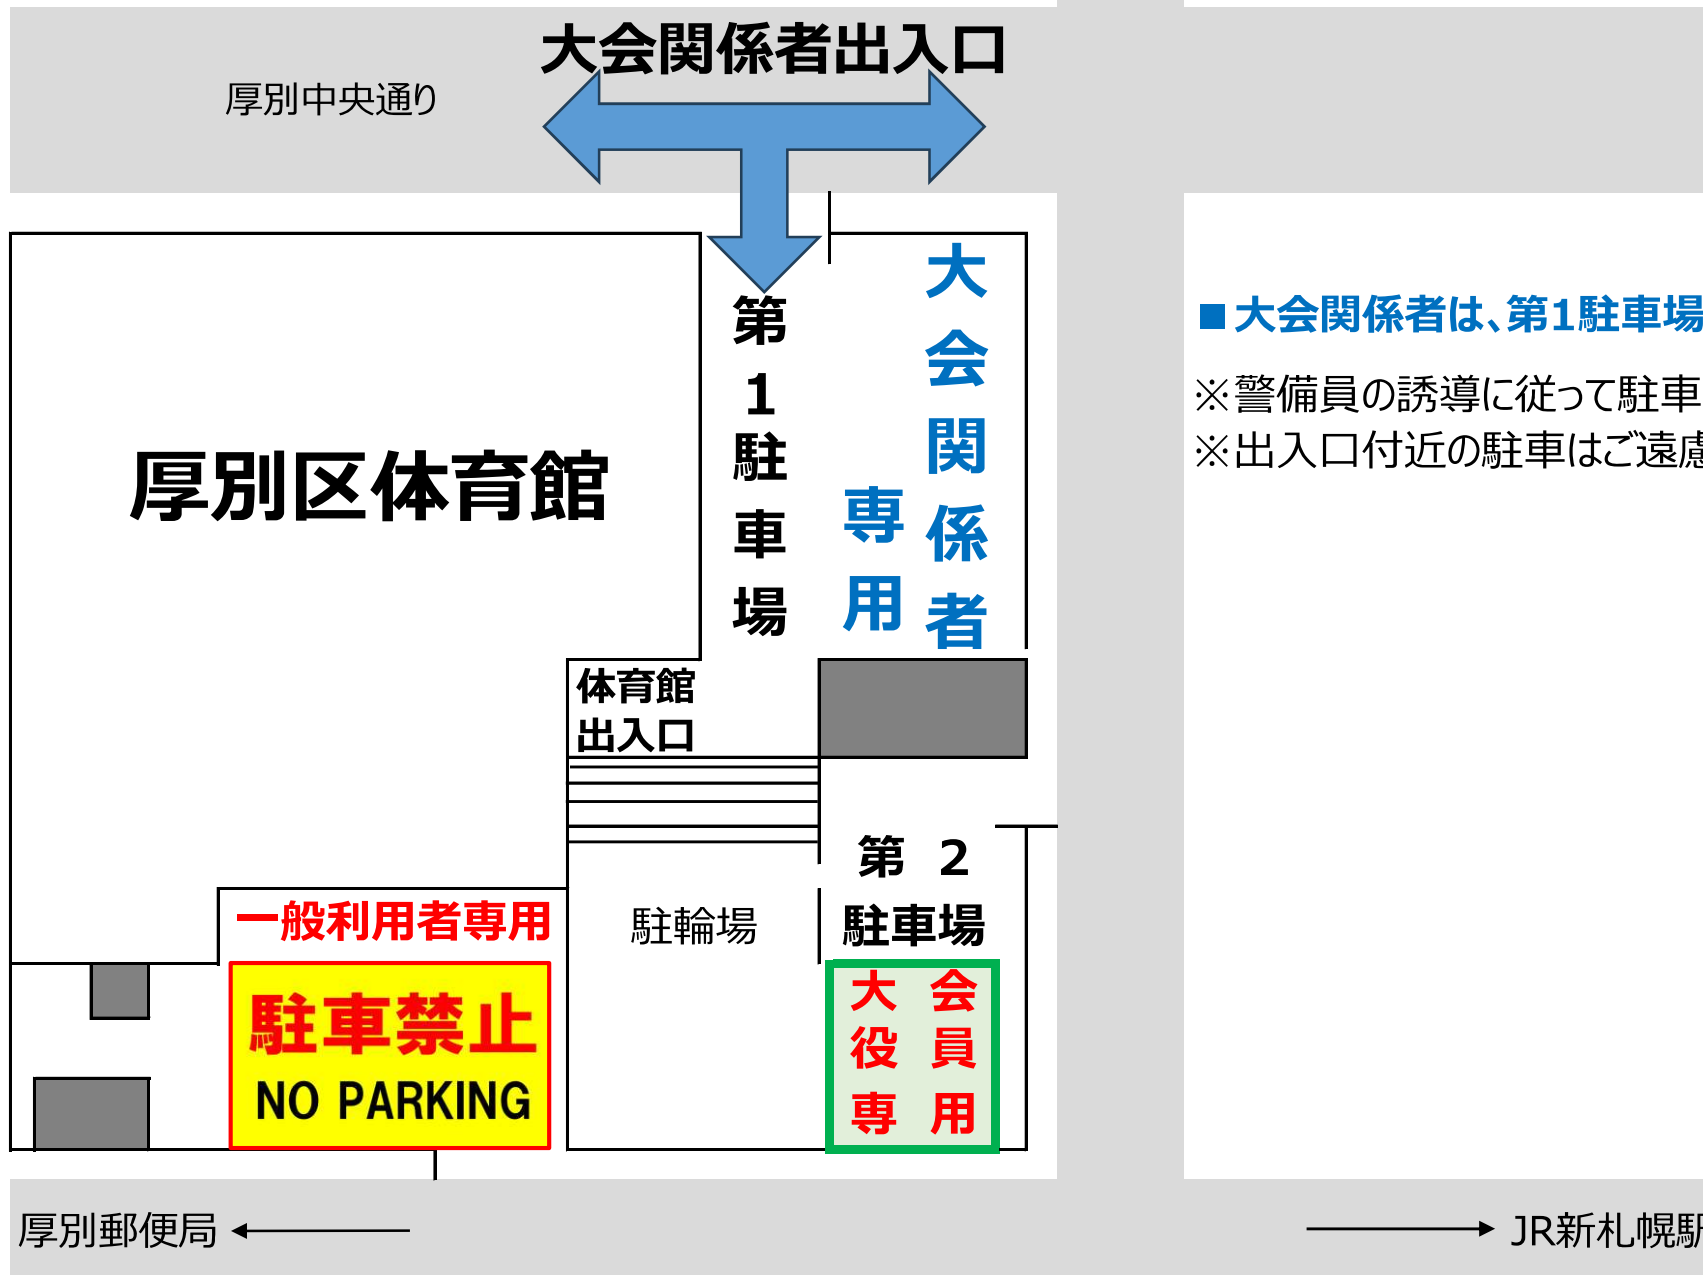 大会関係者出入口
厚別中央通り
大会関係者
専用
第1駐車場
■大会関係者は、第1駐車場
※警備員の誘導に従って駐車
※出入口付近の駐車はご遠慮
厚別区体育館
体育館
出入口
第 2
駐車場
一般利用者専用
駐輪場
駐車禁止
NO PARKING
大 会
役 員
専 用
厚別郵便局
JR新札幌駅